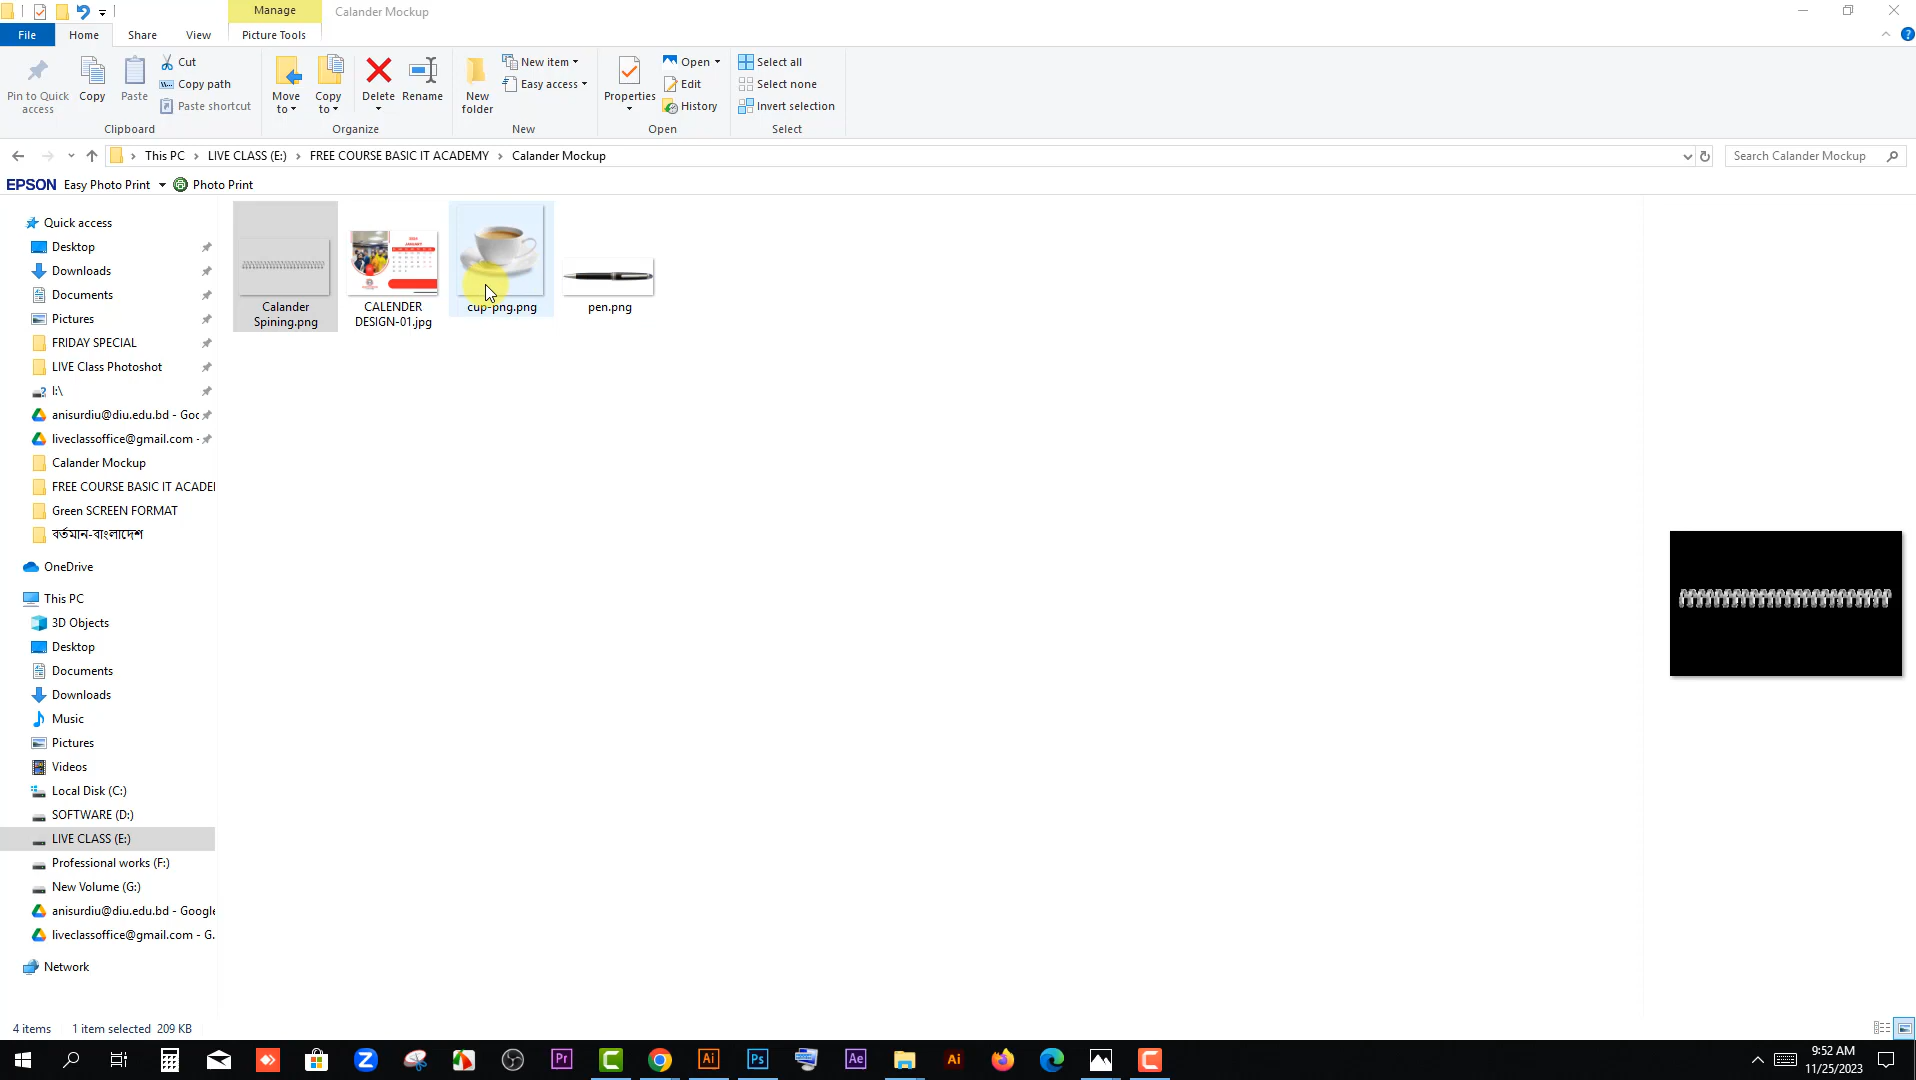 Manage
Calander Mockup
File
Home
Share
View
Picture Tools
Pin to Quick access
Copy
Paste
Cut
Copy path
Paste shortcut
Move to
Copy to
Delete
Rename
New folder
New item
Easy access
Properties
Open
Edit
History
Select all
Select none
Invert selection
Clipboard
Organize
New
Open
Select
This PC > LIVE CLASS (E:) > FREE COURSE BASIC IT ACADEMY > Calander Mockup
Search Calander Mockup
EPSON Easy Photo Print
Photo Print
Quick access
Desktop
Downloads
Documents
Pictures
FRIDAY SPECIAL
LIVE Class Photoshot
I:\
anisurdiu@diu.edu.bd - Goo
liveclassoffice@gmail.com -
Calander Mockup
FREE COURSE BASIC IT ACADEI
Green SCREEN FORMAT
বর্তমান-বাংলাদেশ
OneDrive
This PC
3D Objects
Desktop
Documents
Downloads
Music
Pictures
Videos
Local Disk (C:)
SOFTWARE (D:)
LIVE CLASS (E:)
Professional works (F:)
New Volume (G:)
anisurdiu@diu.edu.bd - Google
liveclassoffice@gmail.com - G.
Network
Calander
Spining.png
CALENDER
DESIGN-01.jpg
cup-png.png
pen.png
4 items
1 item selected 209 KB
Pr
Ai
Ps
Ae
Ai
9:52 AM
11/25/2023